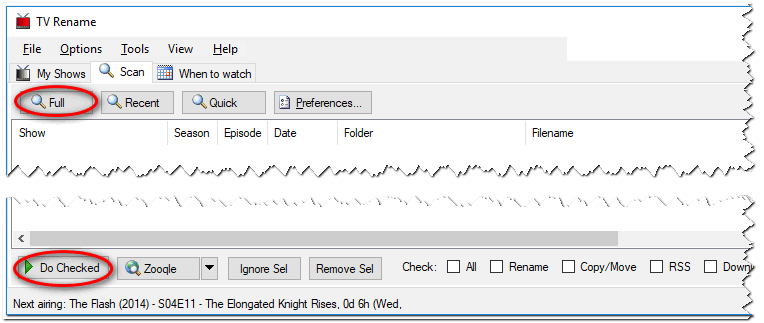 TV Rename
File Options Tools View Help
My Shows Scan When to watch
Full Recent Quick Preferences...
Show Season Episode Date Folder Filename
Do Checked Zooqle Ignore Sel Remove Sel Check: All Rename Copy/Move RSS
Next airing: The Flash (2014) - S04E11 - The Elongated Knight Rises, 0d 6h (Wed,